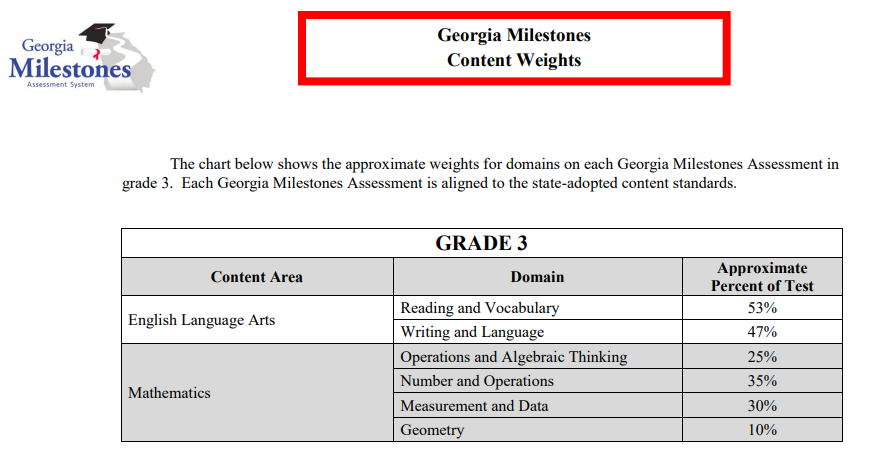 Georgia
Milestones
Assessment System
Georgia Milestones
Content Weights
The chart below shows the approximate weights for domains on each Georgia Milestones Assessment in
grade 3. Each Georgia Milestones Assessment is aligned to the state-adopted content standards.
GRADE 3
Content Area Domain Approximate Percent of Test
English Language Arts
Reading and Vocabulary 53%
Writing and Language 47%
Mathematics
Operations and Algebraic Thinking 25%
Number and Operations 35%
Measurement and Data 30%
Geometry 10%